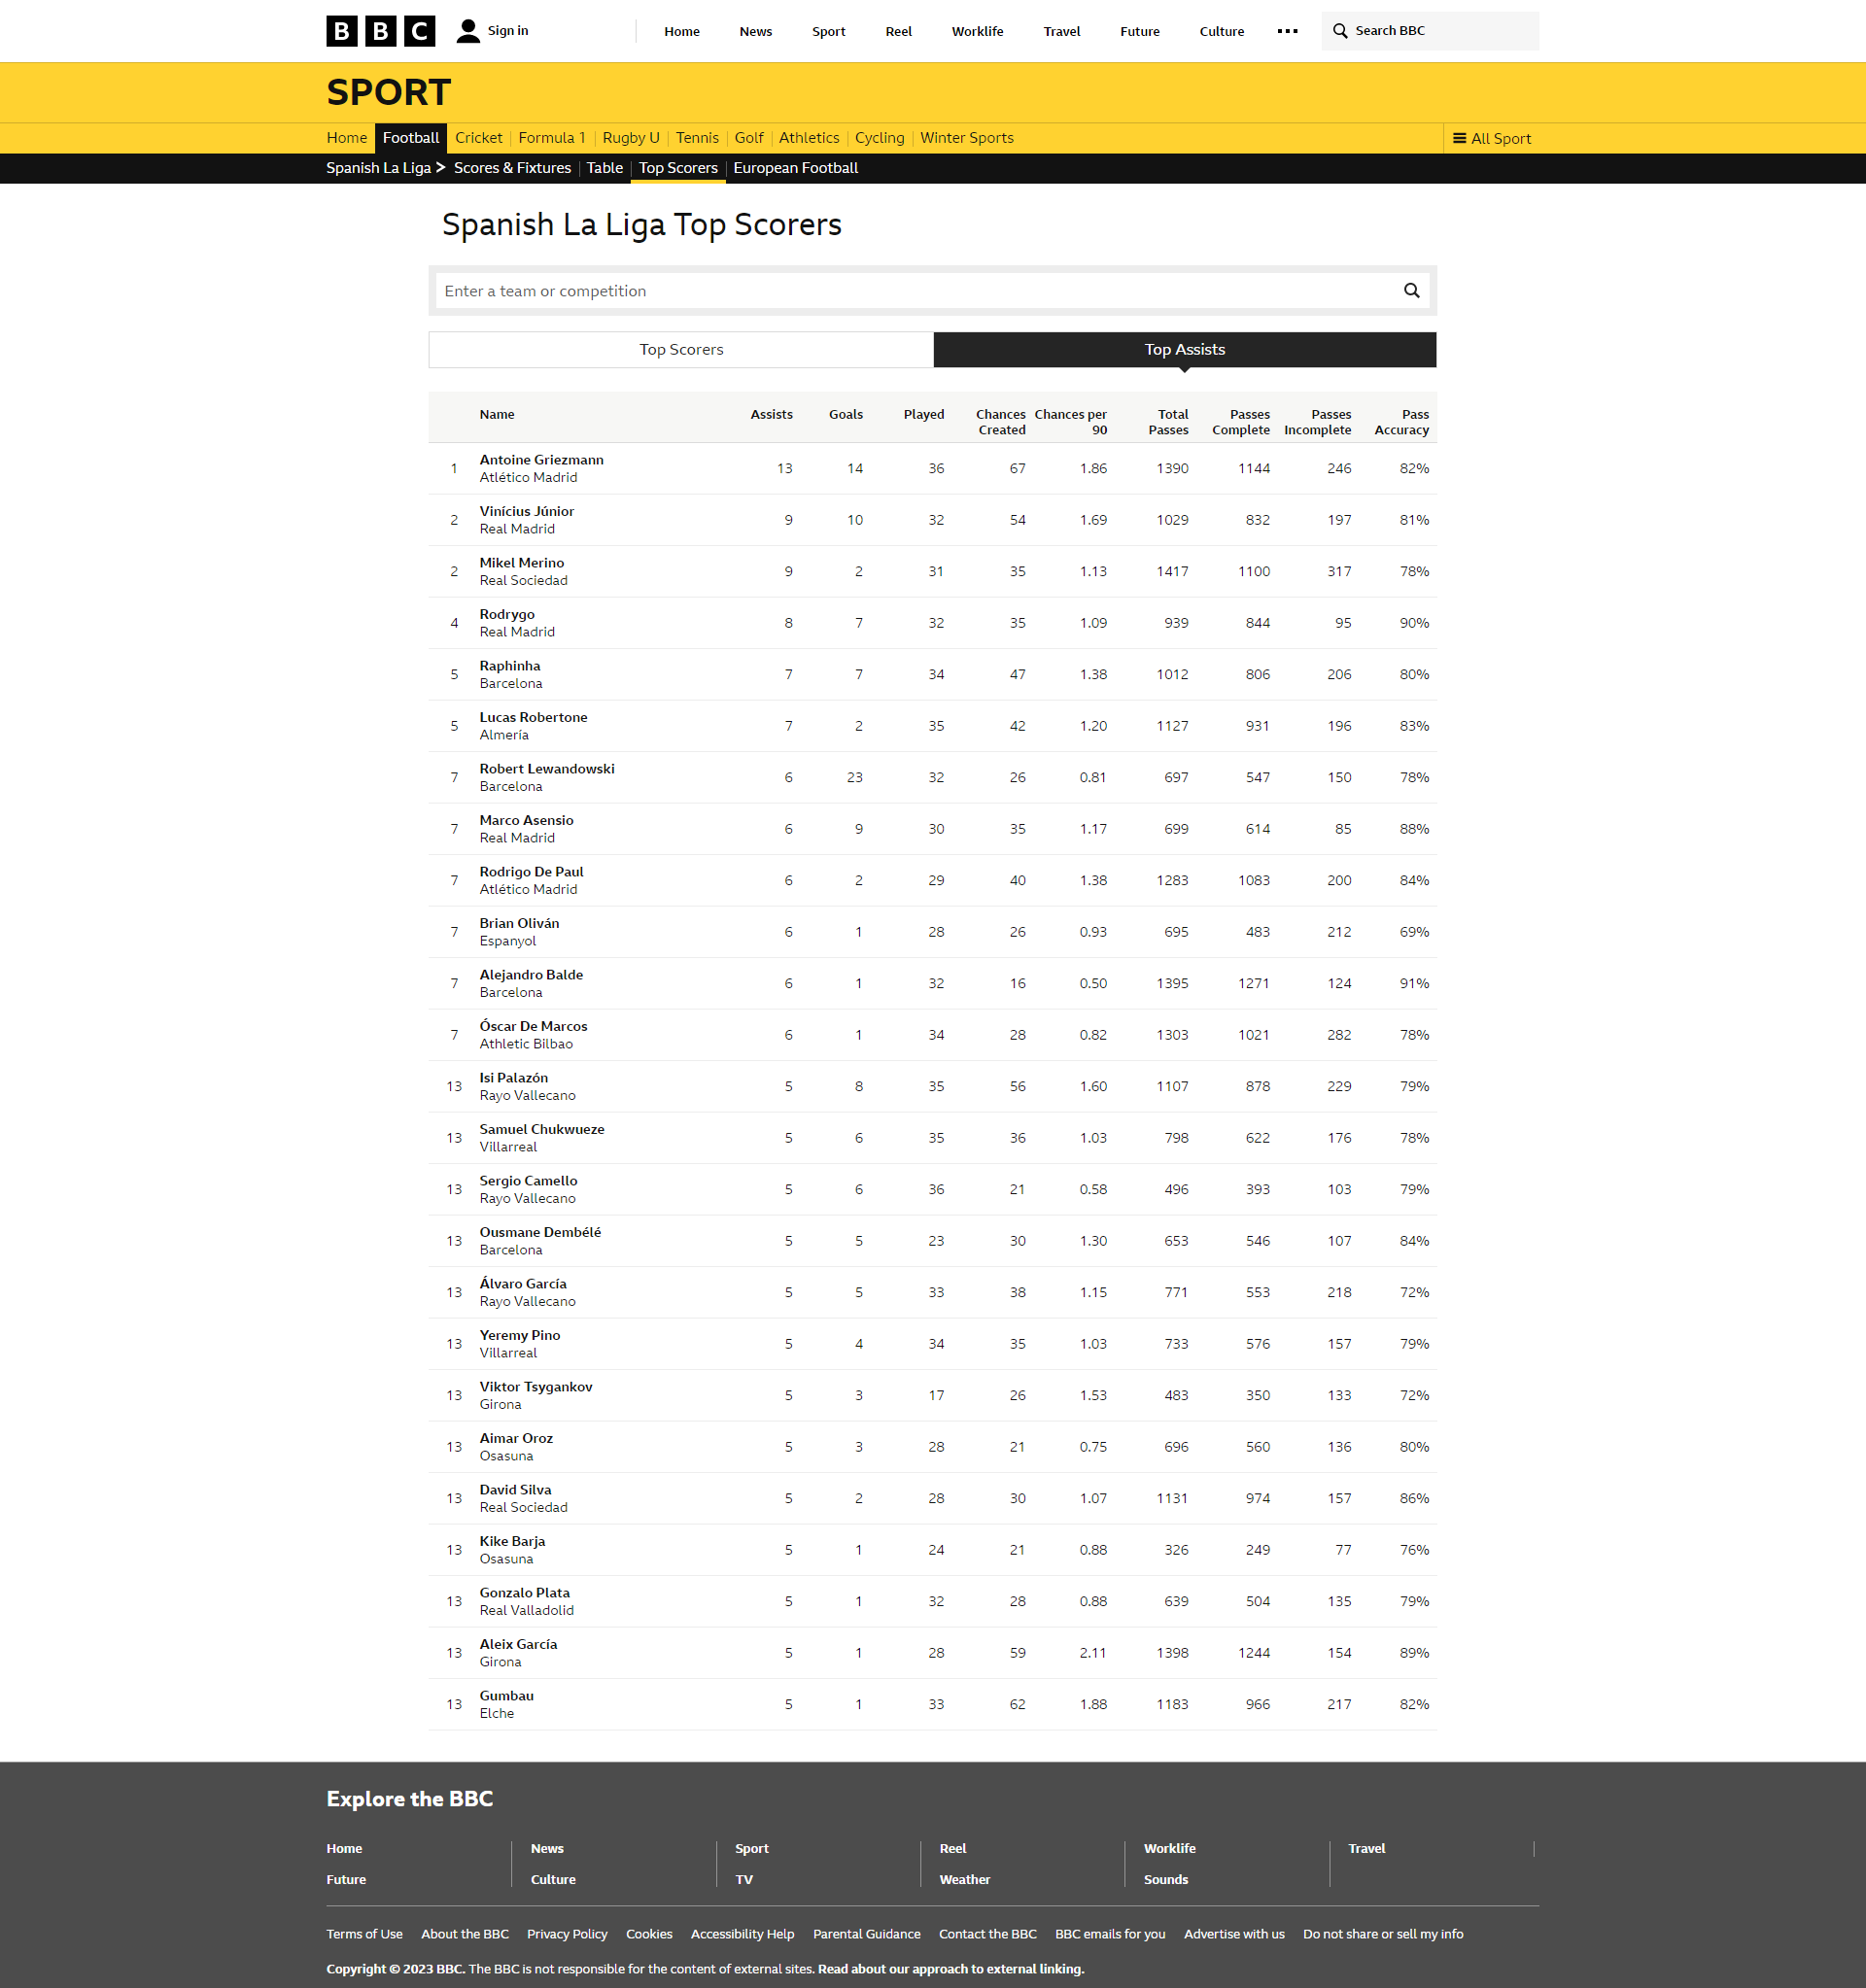 BBC Sign in Home News Sport Reel Worklife Travel Future Culture Search BBC
SPORT
Home Football Cricket Formula 1 Rugby U Tennis Golf Athletics Cycling Winter Sports All Sport
Spanish La Liga Scores & Fixtures Table Top Scorers European Football
Spanish La Liga Top Scorers
Enter a team or competition
Top Scorers Top Assists
Name Assists Goals Played Chances Created Chances per 90 Total Passes Passes Complete Passes Incomplete Pass Accuracy
1 Antoine Griezmann 13 14 36 67 1.86 1390 1144 246 82%
Atlético Madrid
2 Vinícius Júnior 9 10 32 54 1.69 1029 832 197 81%
Real Madrid
2 Mikel Merino 9 2 31 35 1.13 1417 1100 317 78%
Real Sociedad
4 Rodrygo 8 7 32 35 1.09 939 844 95 90%
Real Madrid
5 Raphinha 7 7 34 47 1.38 1012 806 206 80%
Barcelona
5 Lucas Robertone 7 2 35 42 1.20 1127 931 196 83%
Almería
7 Robert Lewandowski 6 23 32 26 0.81 697 547 150 78%
Barcelona
7 Marco Asensio 6 9 30 35 1.17 699 614 85 88%
Real Madrid
7 Rodrigo De Paul 6 2 29 40 1.38 1283 1083 200 84%
Atlético Madrid
7 Brian Oliván 6 1 28 26 0.93 695 483 212 69%
Espanyol
7 Alejandro Balde 6 1 32 16 0.50 1395 1271 124 91%
Barcelona
7 Óscar De Marcos 6 1 34 28 0.82 1303 1021 282 78%
Athletic Bilbao
13 Isi Palazón 5 8 35 56 1.60 1107 878 229 79%
Rayo Vallecano
13 Samuel Chukwueze 5 6 35 36 1.03 798 622 176 78%
Villarreal
13 Sergio Camello 5 6 36 21 0.58 496 393 103 79%
Rayo Vallecano
13 Ousmane Dembélé 5 5 23 30 1.30 653 546 107 84%
Barcelona
13 Álvaro García 5 5 33 38 1.15 771 553 218 72%
Rayo Vallecano
13 Yeremy Pino 5 4 34 35 1.03 733 576 157 79%
Villarreal
13 Viktor Tsygankov 5 3 17 26 1.53 483 350 133 72%
Girona
13 Aimar Oroz 5 3 28 21 0.75 696 560 136 80%
Osasuna
13 David Silva 5 2 28 30 1.07 1131 974 157 86%
Real Sociedad
13 Kike Barja 5 1 24 21 0.88 326 249 77 76%
Osasuna
13 Gonzalo Plata 5 1 32 28 0.88 639 504 135 79%
Real Valladolid
13 Aleix García 5 1 28 59 2.11 1398 1244 154 89%
Girona
13 Gumbau 5 1 33 62 1.88 1183 966 217 82%
Elche
Explore the BBC
Home News Sport Reel Worklife Travel
Future Culture TV Weather Sounds
Terms of Use About the BBC Privacy Policy Cookies Accessibility Help Parental Guidance Contact the BBC BBC emails for you Advertise with us Do not share or sell my info
Copyright © 2023 BBC. The BBC is not responsible for the content of external sites. Read about our approach to external linking.